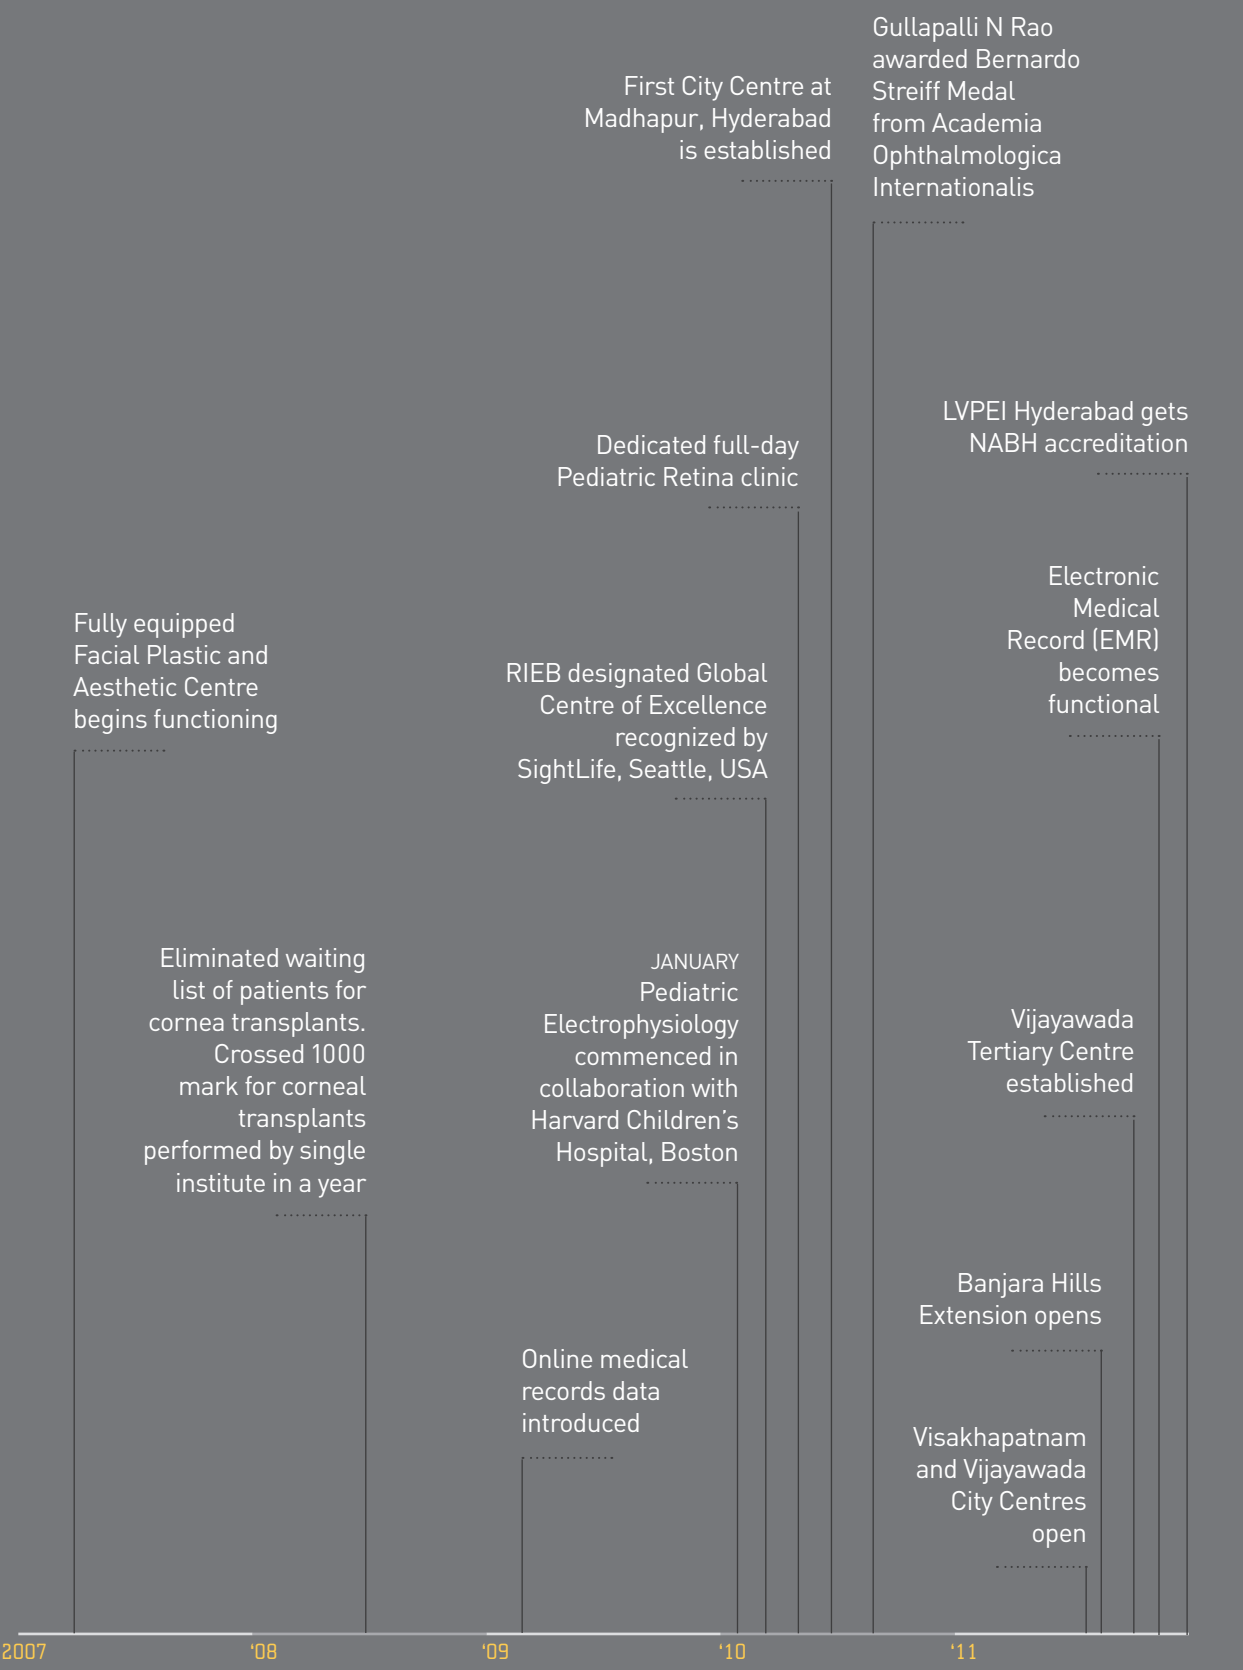 Fully equipped
Facial Plastic and
Aesthetic Centre
begins functioning
Eliminated waiting
list of patients for
cornea transplants.
Crossed 1000
mark for corneal
transplants
performed by single
institute in a year
Online medical
records data
introduced
JANUARY
Pediatric
Electrophysiology
commenced in
collaboration with
Harvard Children’s
Hospital, Boston
RIEB designated Global
Centre of Excellence
recognized by
SightLife, Seattle, USA
Dedicated full-day
Pediatric Retina clinic
First City Centre at
Madhapur, Hyderabad
is established
Gullapalli N Rao
awarded Bernardo
Streiff Medal
from Academia
Ophthalmologica
Internationalis
Visakhapatnam
and Vijayawada
City Centres
open
Banjara Hills
Extension opens
Vijayawada
Tertiary Centre
established
Electronic
Medical
Record (EMR)
becomes
functional
LVPEI Hyderabad gets
NABH accreditation
2007 ‘08 ‘09 ‘10 ‘11